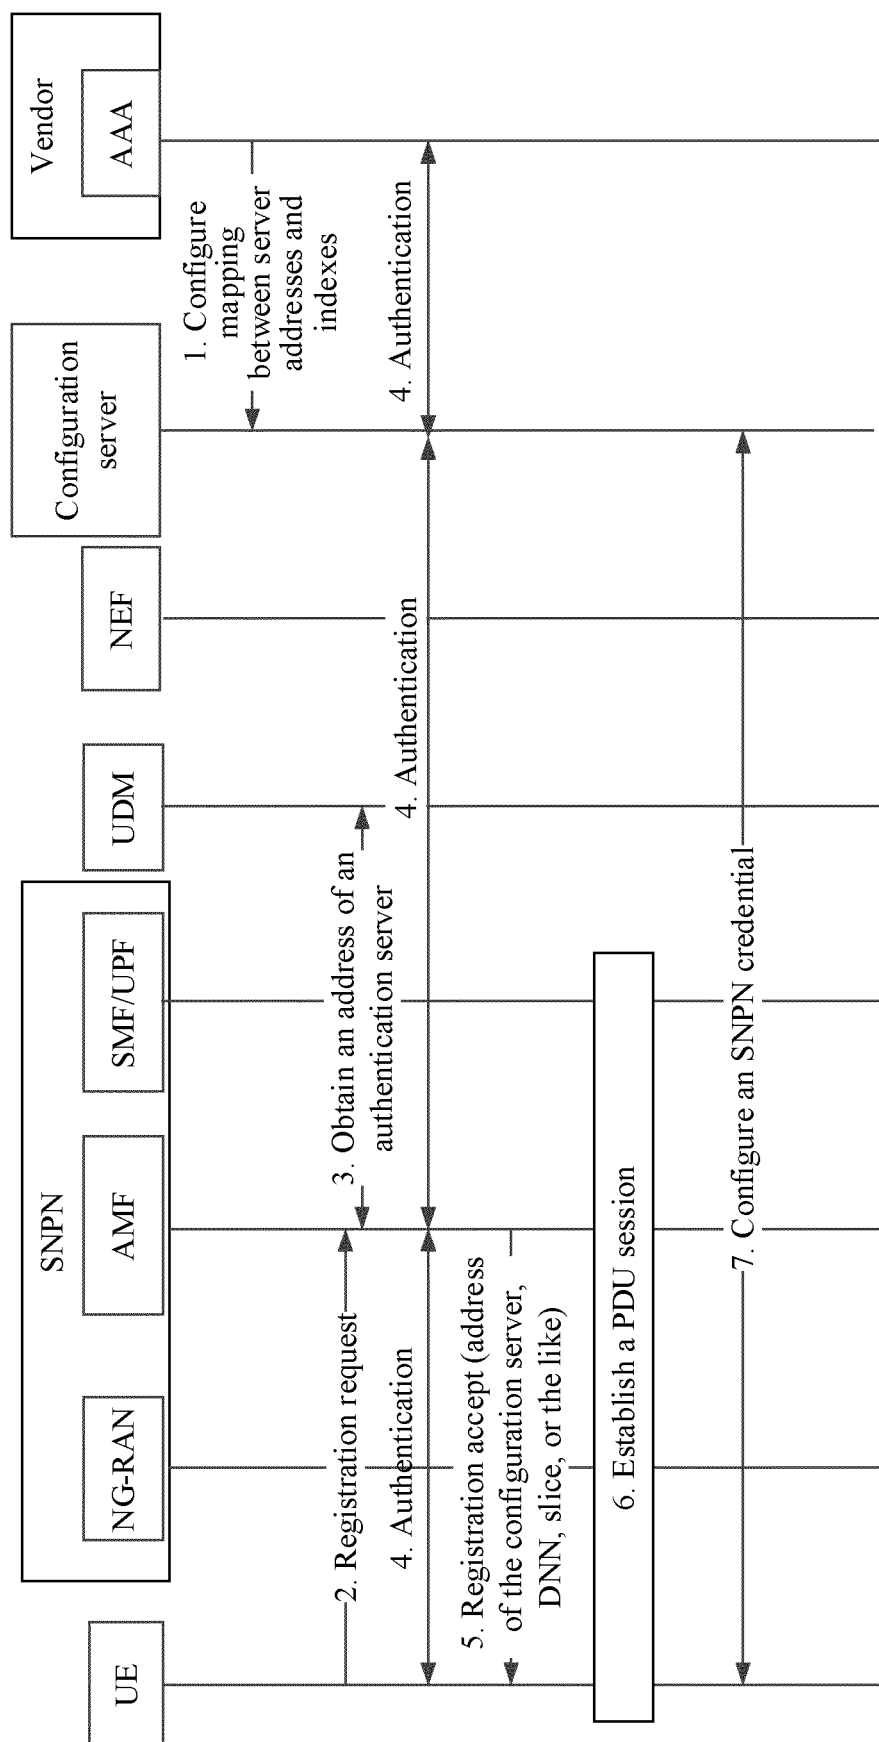 UE
SNPN
NG-RAN
AMF
SMF/UPF
UDM
NEF
Configuration
server
Vendor
AAA
1. Configure
mapping
between server
addresses and
indexes
2. Registration request
3. Obtain an address of an
authentication server
4. Authentication
4. Authentication
4. Authentication
5. Registration accept (address
of the configuration server,
DNN, slice, or the like)
6. Establish a PDU session
7. Configure an SNPN credential